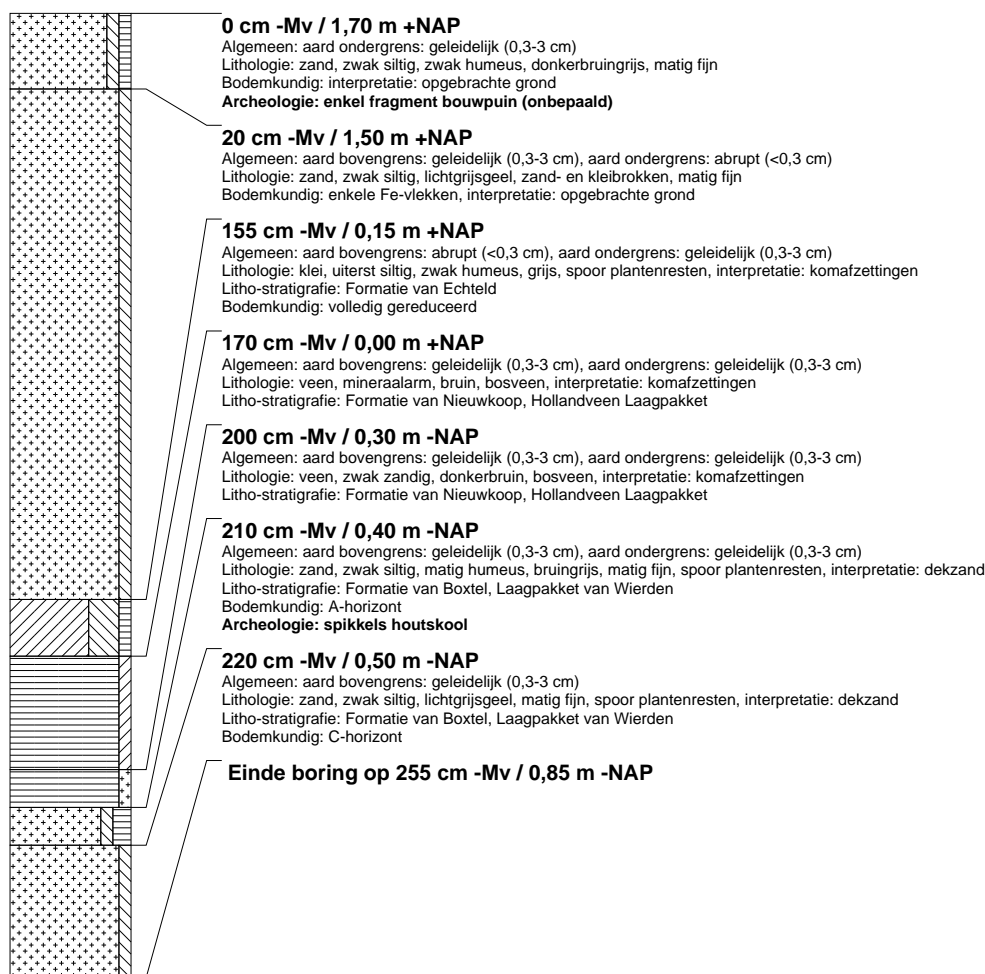 0 cm -Mv / 1,70 m +NAP
Algemeen: aard ondergrens: geleidelijk (0,3-3 cm)
Lithologie: zand, zwak siltig, zwak humeus, donkerbruingrijs, matig fijn
Bodemkundig: interpretatie: opgebrachte grond
Archeologie: enkel fragment bouwpuin (onbepaald)
20 cm -Mv / 1,50 m +NAP
Algemeen: aard bovengrens: geleidelijk (0,3-3 cm), aard ondergrens: abrupt (<0,3 cm)
Lithologie: zand, zwak siltig, lichtgrijsgeel, zand- en kleibrokken, matig fijn
Bodemkundig: enkele Fe-vlekken, interpretatie: opgebrachte grond
155 cm -Mv / 0,15 m +NAP
Algemeen: aard bovengrens: abrupt (<0,3 cm), aard ondergrens: geleidelijk (0,3-3 cm)
Lithologie: klei, uiterst siltig, zwak humeus, grijs, spoor plantenresten, interpretatie: komafzettingen
Litho-stratigrafie: Formatie van Echteld
Bodemkundig: volledig gereduceerd
170 cm -Mv / 0,00 m +NAP
Algemeen: aard bovengrens: geleidelijk (0,3-3 cm), aard ondergrens: geleidelijk (0,3-3 cm)
Lithologie: veen, mineraalarm, bruin, bosveen, interpretatie: komafzettingen
Litho-stratigrafie: Formatie van Nieuwkoop, Hollandveen Laagpakket
200 cm -Mv / 0,30 m -NAP
Algemeen: aard bovengrens: geleidelijk (0,3-3 cm), aard ondergrens: geleidelijk (0,3-3 cm)
Lithologie: veen, zwak zandig, donkerbruin, bosveen, interpretatie: komafzettingen
Litho-stratigrafie: Formatie van Nieuwkoop, Hollandveen Laagpakket
210 cm -Mv / 0,40 m -NAP
Algemeen: aard bovengrens: geleidelijk (0,3-3 cm), aard ondergrens: geleidelijk (0,3-3 cm)
Lithologie: zand, zwak siltig, matig humeus, bruingrijs, matig fijn, spoor plantenresten, interpretatie: dekzand
Litho-stratigrafie: Formatie van Boxtel, Laagpakket van Wierden
Bodemkundig: A-horizont
Archeologie: spikkels houtskool
220 cm -Mv / 0,50 m -NAP
Algemeen: aard bovengrens: geleidelijk (0,3-3 cm)
Lithologie: zand, zwak siltig, lichtgrijsgeel, matig fijn, spoor plantenresten, interpretatie: dekzand
Litho-stratigrafie: Formatie van Boxtel, Laagpakket van Wierden
Bodemkundig: C-horizont
Einde boring op 255 cm -Mv / 0,85 m -NAP